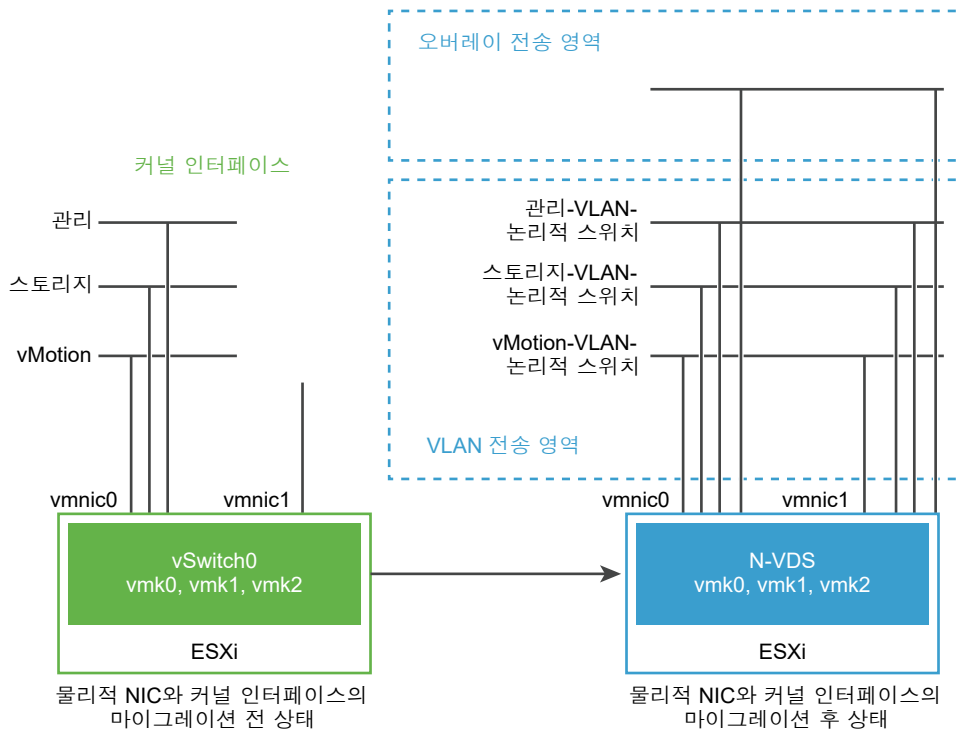 오버레이 전송 영역
커널 인터페이스
관리
스토리지
vMotion
관리-VLAN-
논리적 스위치
스토리지-VLAN-
논리적 스위치
vMotion-VLAN-
논리적 스위치
VLAN 전송 영역
vmnic0
vmnic1
vmnic0
vmnic1
vSwitch0
vmk0, vmk1, vmk2
ESXi
N-VDS
vmk0, vmk1, vmk2
ESXi
물리적 NIC와 커널 인터페이스의
마이그레이션 전 상태
물리적 NIC와 커널 인터페이스의
마이그레이션 후 상태